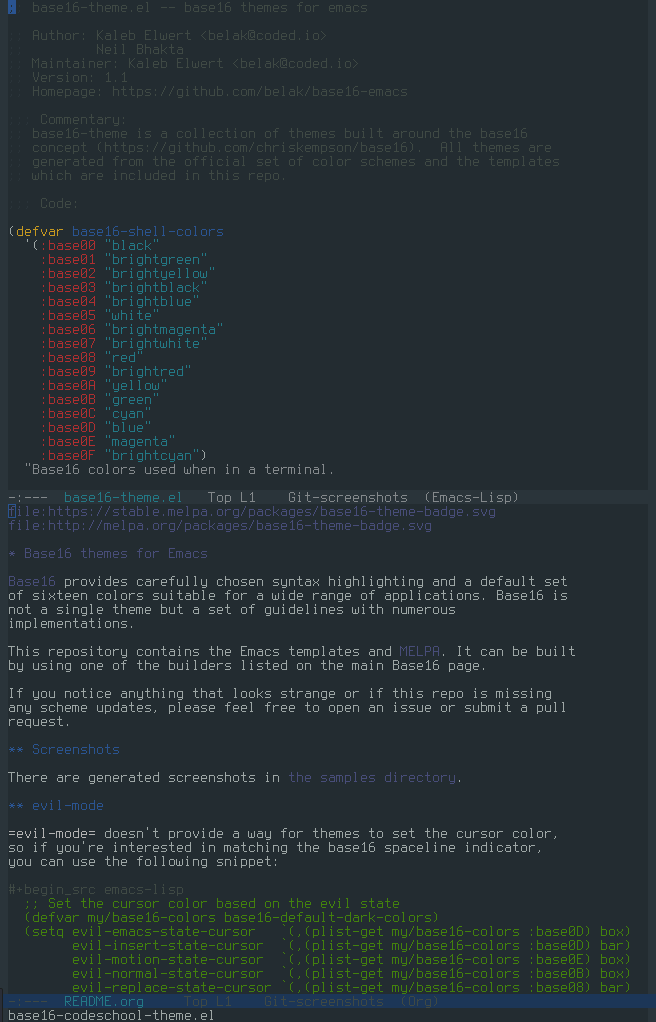 ;; base16-theme.el -- base16 themes for emacs
Author: Kaleb Elwert <belak@coded.io>
Neil Bhakta
Maintainer: Kaleb Elwert <belak@coded.io>
Version: 1.1
Homepage: https://github.com/belak/base16-emacs
Commentary:
base16-theme is a collection of themes built around the base16
concept (https://github.com/chriskempson/base16).  All themes are
generated from the official set of color schemes and the templates
which are included in this repo.
Code:
(defvar base16-shell-colors
'(:base00 "black"
:base01 "brightgreen"
:base02 "brightyellow"
:base03 "brightblack"
:base04 "brightblue"
:base05 "white"
:base06 "brightmagenta"
:base07 "brightwhite"
:base08 "red"
:base09 "brightred"
:base0A "yellow"
:base0B "green"
:base0C "cyan"
:base0D "blue"
:base0E "magenta"
:base0F "brightcyan")
"Base16 colors used when in a terminal.
-:---  base16-theme.el   Top L1    Git-screenshots  (Emacs-Lisp)
file:https://stable.melpa.org/packages/base16-theme-badge.svg
file:http://melpa.org/packages/base16-theme-badge.svg
* Base16 themes for Emacs
Base16 provides carefully chosen syntax highlighting and a default set
of sixteen colors suitable for a wide range of applications. Base16 is
not a single theme but a set of guidelines with numerous
implementations.
This repository contains the Emacs templates and MELPA. It can be built
by using one of the builders listed on the main Base16 page.
If you notice anything that looks strange or if this repo is missing
any scheme updates, please feel free to open an issue or submit a pull
request.
** Screenshots
There are generated screenshots in the samples directory.
** evil-mode
=evil-mode= doesn't provide a way for themes to set the cursor color,
so if you're interested in matching the base16 spaceline indicator,
you can use the following snippet:
#+begin_src emacs-lisp
;; Set the cursor color based on the evil state
(defvar my/base16-colors base16-default-dark-colors)
(setq evil-emacs-state-cursor   `(,(plist-get my/base16-colors :base0D) box)
evil-insert-state-cursor  `(,(plist-get my/base16-colors :base0D) bar)
evil-motion-state-cursor  `(,(plist-get my/base16-colors :base0E) box)
evil-normal-state-cursor  `(,(plist-get my/base16-colors :base0B) box)
evil-replace-state-cursor `(,(plist-get my/base16-colors :base08) bar)
-:---  README.org     Top L1    Git-screenshots  (Org)
base16-codeschool-theme.el